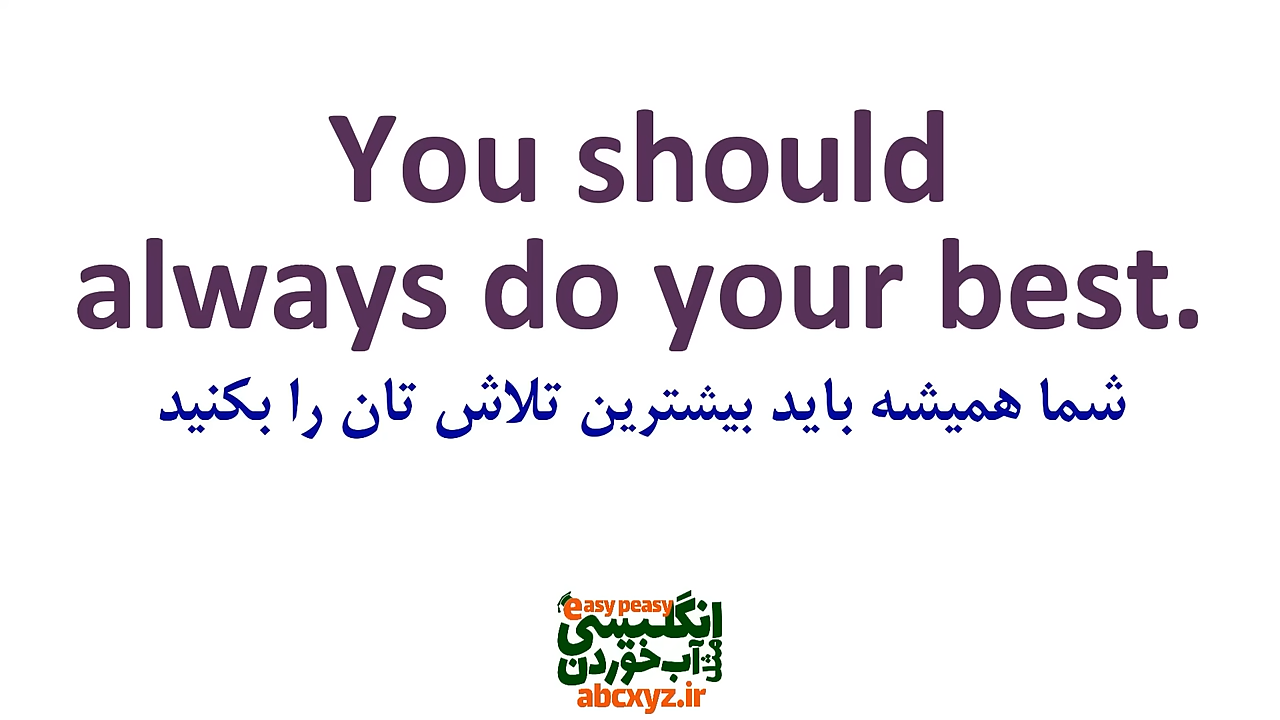 You should
always do your best.
شما همیشه باید بیشترین تلاش تان را بکنید
easy peasy
انگلیسی
مثل آب خوردن
abcxyz.ir